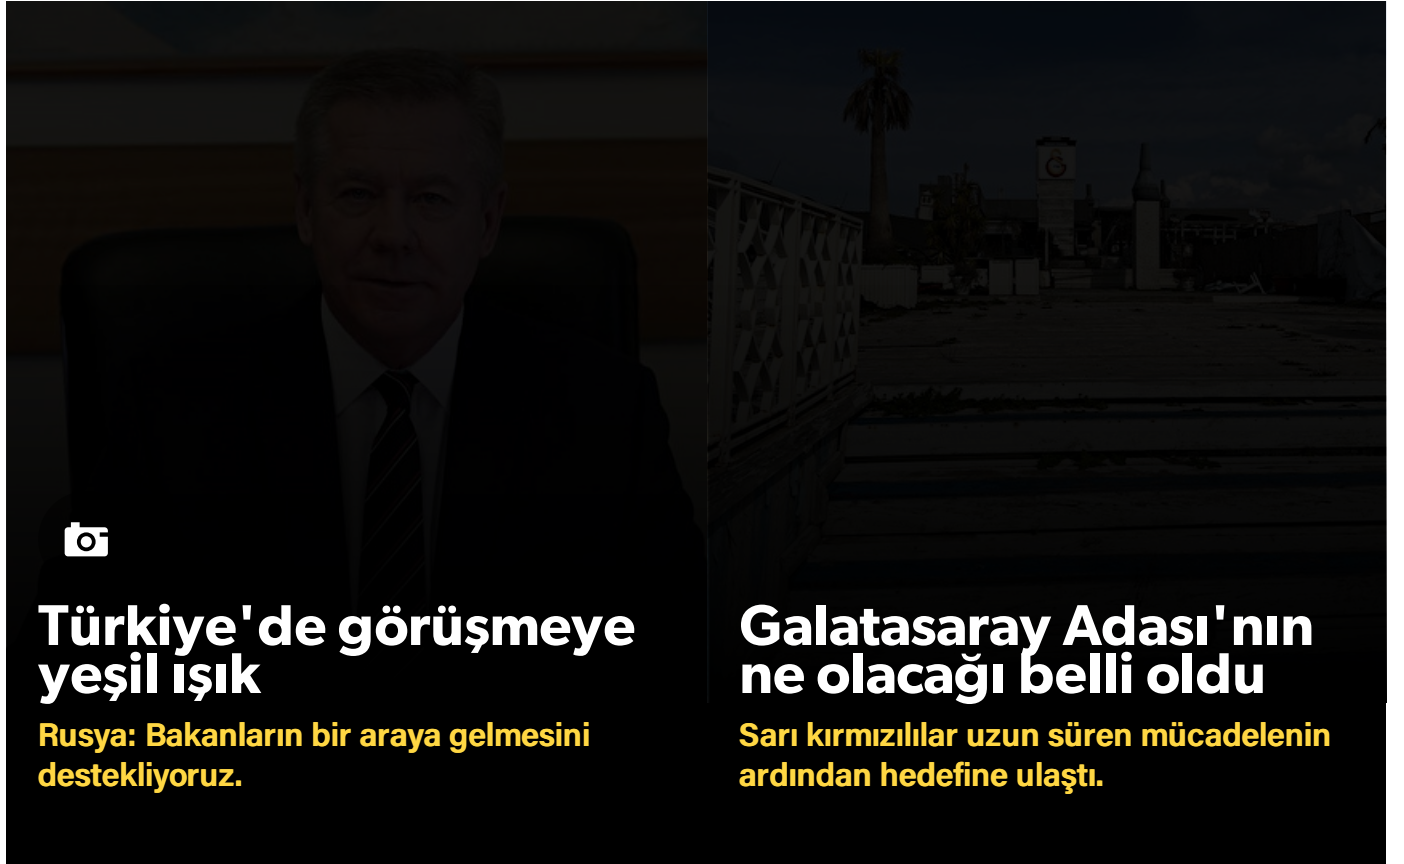 Türkiye'de görüşmeye
yeşil ışık
Rusya: Bakanların bir araya gelmesini
destekliyoruz.
Galatasaray Adası'nın
ne olacağı belli oldu
Sarı kırmızılılar uzun süren mücadelenin
ardından hedefine ulaştı.